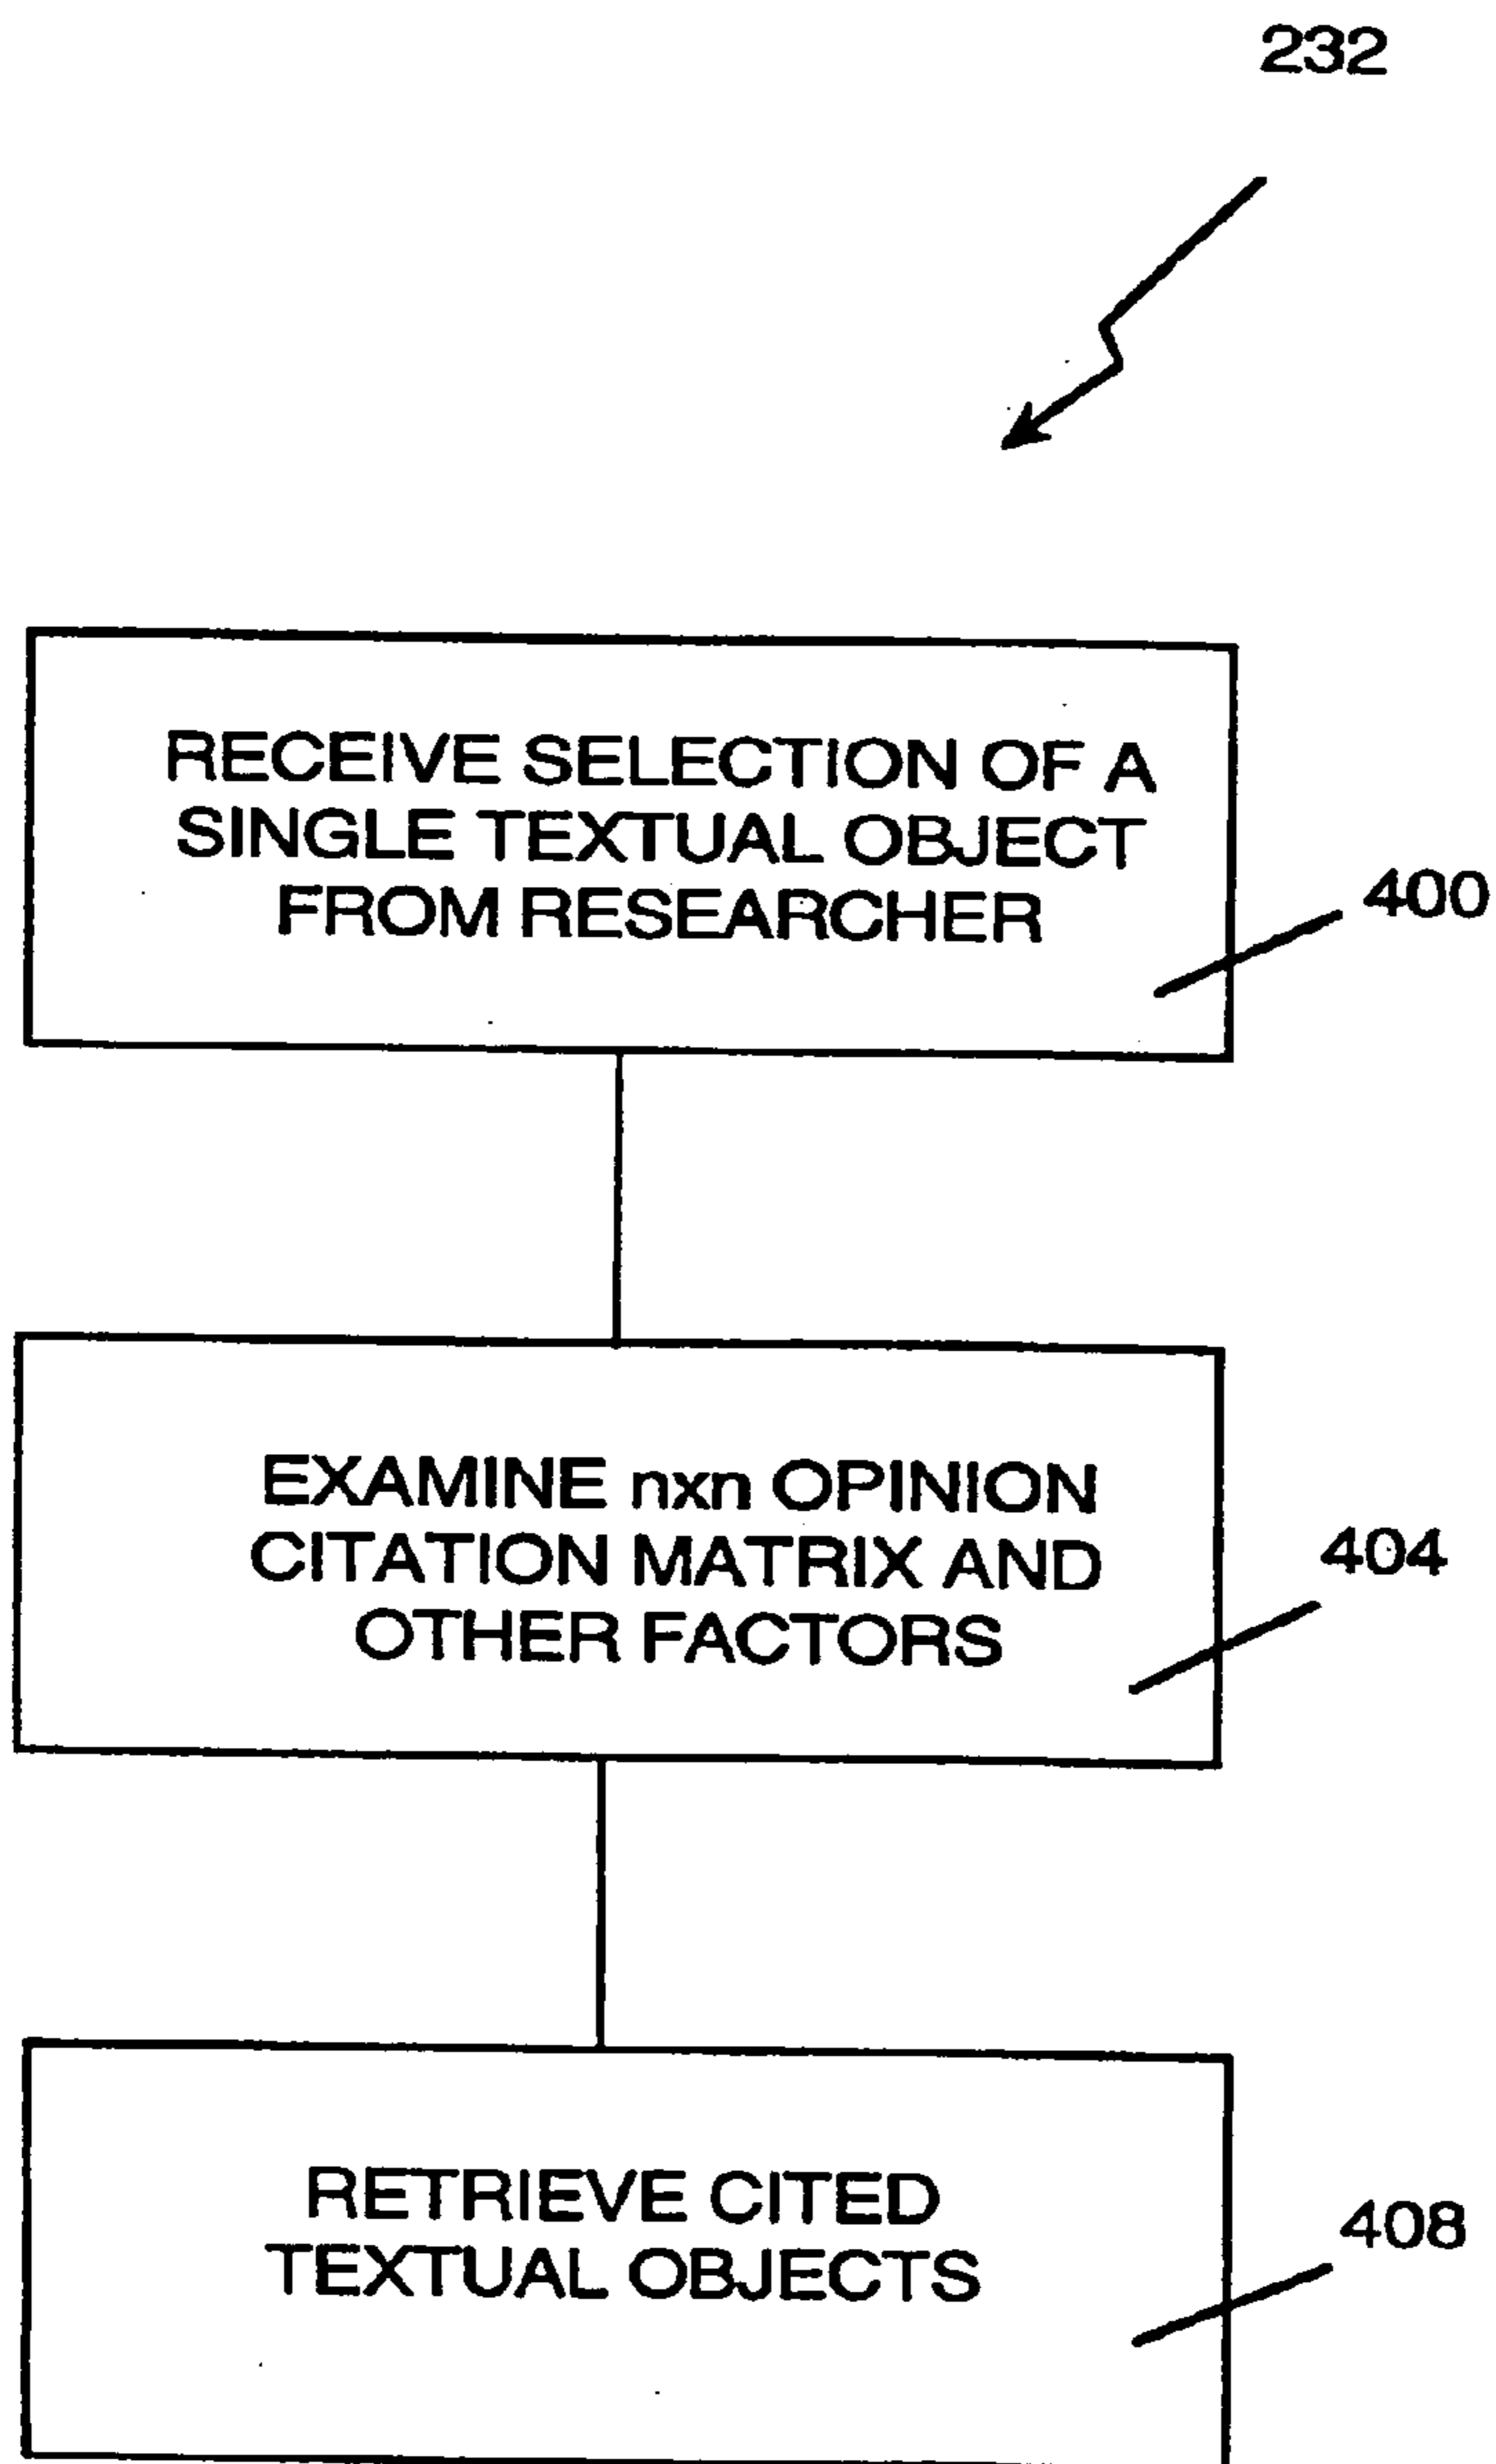 232
RECEIVE SELECTION OF A
SINGLE TEXTUAL OBJECT
FROM RESEARCHER
400
EXAMINE nxn OPINION
CITATION MATRIX AND
OTHER FACTORS
404
RETRIEVE CITED
TEXTUAL OBJECTS
408